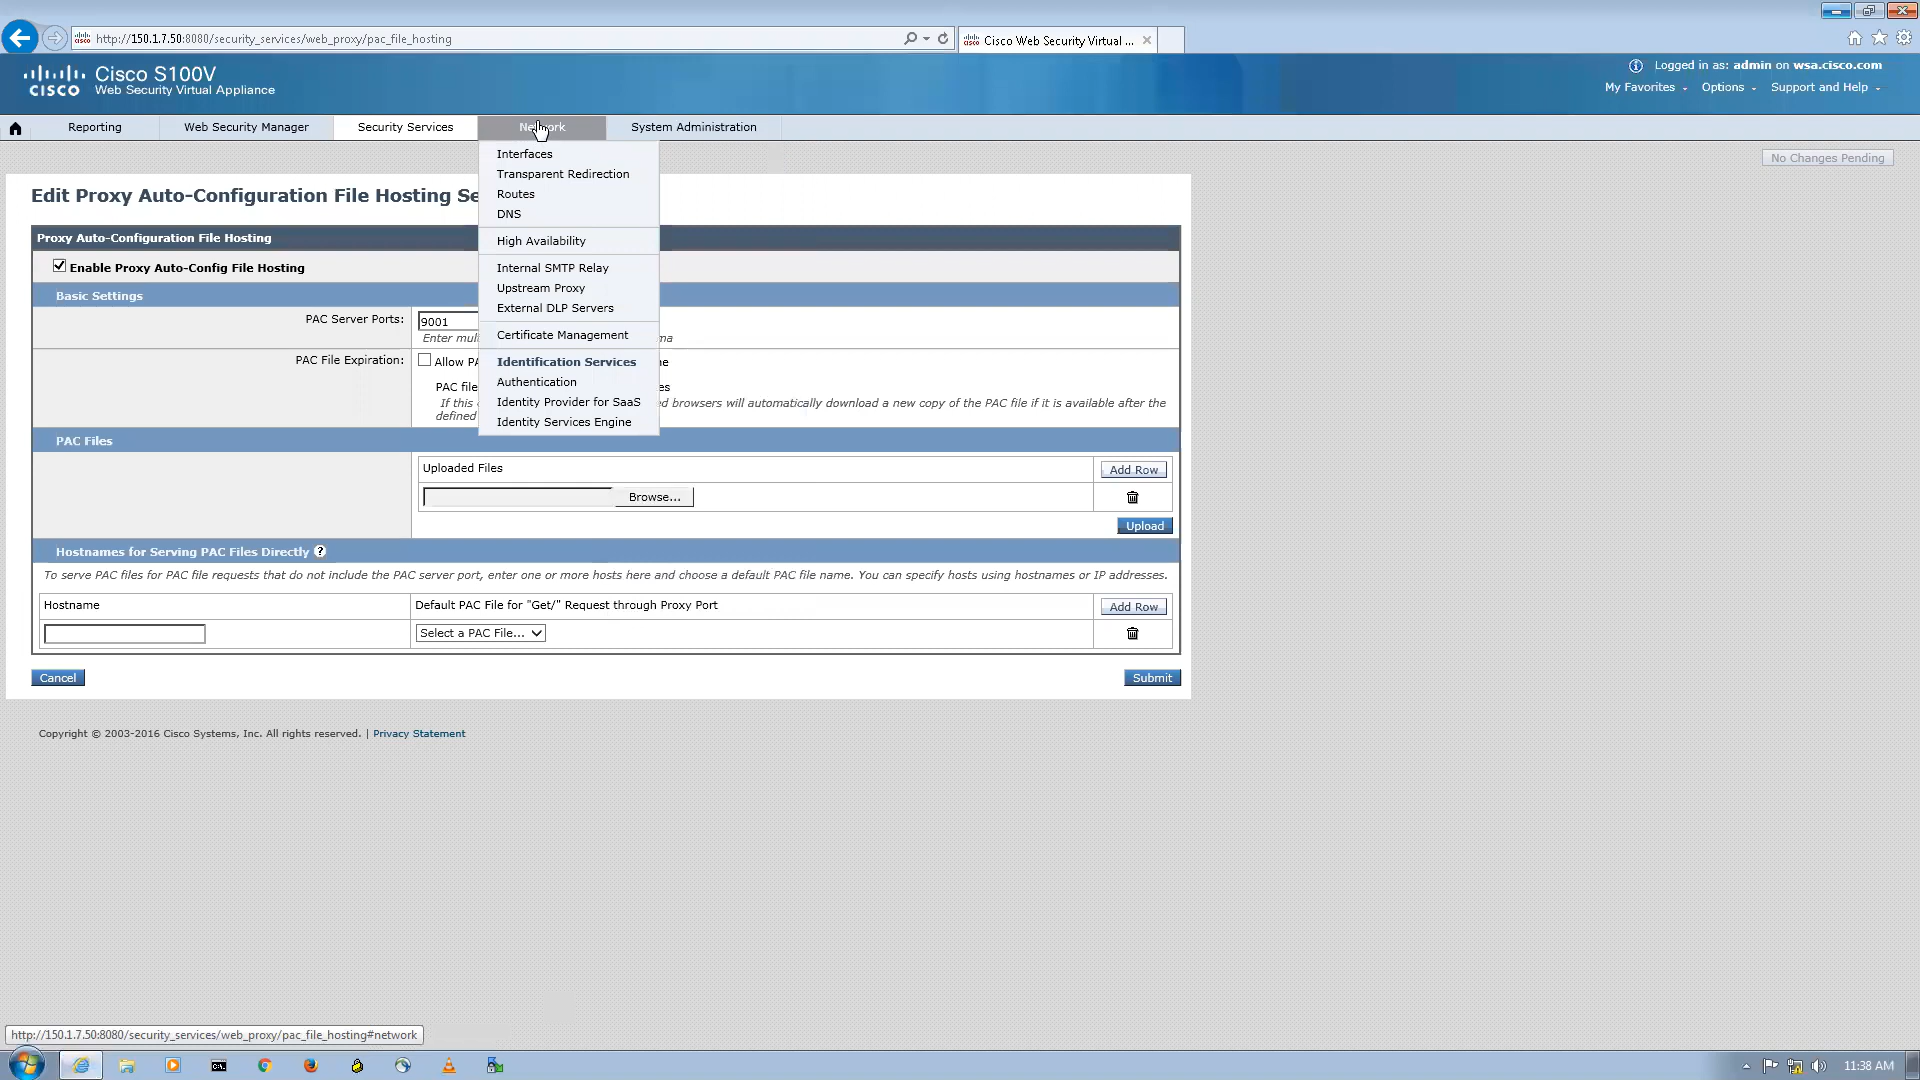 http://150.1.7.50:8080/security_services/web_proxy/pac_file_hosting
Cisco Web Security Virtual ...
CISCO
Cisco S100V
Web Security Virtual Appliance
Logged in as: admin on wsa.cisco.com
My Favorites Options Support and Help
Reporting Web Security Manager Security Services Network System Administration
No Changes Pending
Interfaces
Transparent Redirection
Routes
DNS
High Availability
Internal SMTP Relay
Upstream Proxy
External DLP Servers
Certificate Management
Identification Services
Authentication
Identity Provider for SaaS
Identity Services Engine
Edit Proxy Auto-Configuration File Hosting Se
Proxy Auto-Configuration File Hosting
Enable Proxy Auto-Config File Hosting
Basic Settings
PAC Server Ports: 9001
Enter mul ma
PAC File Expiration: Allow PA e
PAC file es
If this d browsers will automatically download a new copy of the PAC file if it is available after the
defined
PAC Files
Uploaded Files Add Row
Browse...
Upload
Hostnames for Serving PAC Files Directly ?
To serve PAC files for PAC file requests that do not include the PAC server port, enter one or more hosts here and choose a default PAC file name. You can specify hosts using hostnames or IP addresses.
Hostname Default PAC File for "Get/" Request through Proxy Port Add Row
Select a PAC File...
Cancel Submit
Copyright © 2003-2016 Cisco Systems, Inc. All rights reserved. | Privacy Statement
http://150.1.7.50:8080/security_services/web_proxy/pac_file_hosting#network
11:38 AM